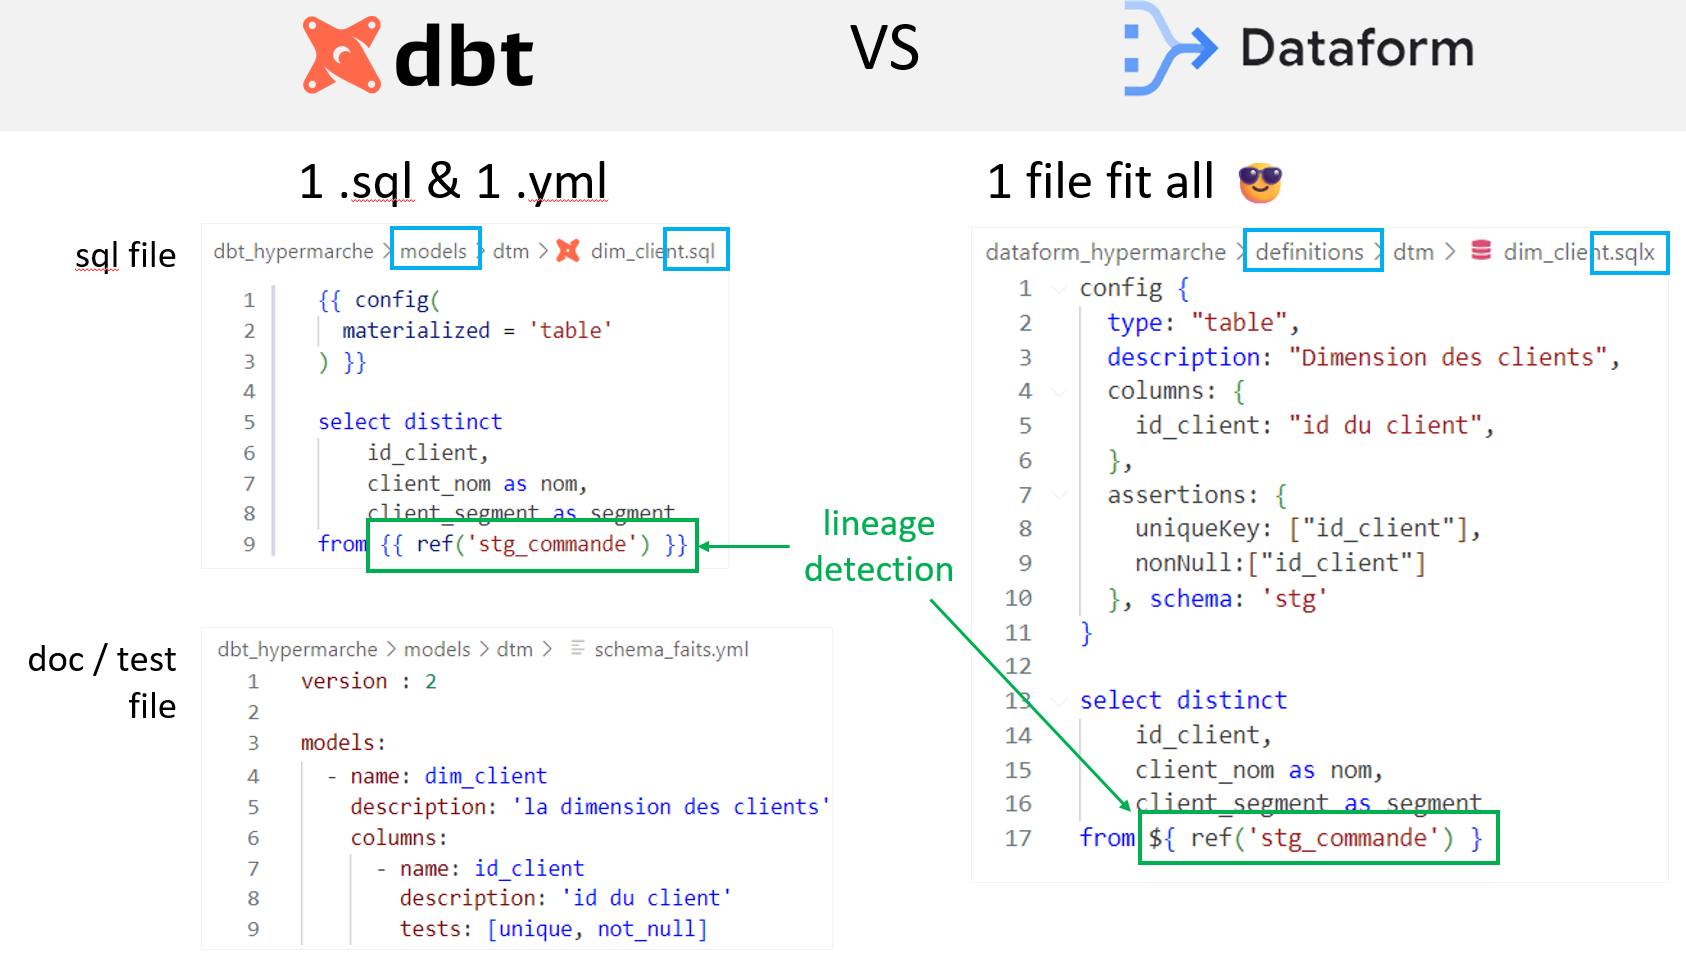 dbt
VS
Dataform
1 .sql & 1 .yml
1 file fit all
sql file
dbt_hypermarche > models > dtm > dim_client.sql
1 {{ config(
2 materialized = 'table'
3 ) }}
4
5 select distinct
6 id_client,
7 client_nom as nom,
8 client_segment as segment
9 from {{ ref('stg_commande') }}
lineage
detection
doc / test
file
dbt_hypermarche > models > dtm > schema_faits.yml
1 version : 2
2
3 models:
4 - name: dim_client
5 description: 'la dimension des clients'
6 columns:
7 - name: id_client
8 description: 'id du client'
9 tests: [unique, not_null]
dataform_hypermarche > definitions > dtm > dim_client.sqlx
1 config {
2 type: "table",
3 description: "Dimension des clients",
4 columns: {
5 id_client: "id du client",
6 },
7 assertions: {
8 uniqueKey: ["id_client"],
9 nonNull:["id_client"]
10 }, schema: 'stg'
11 }
12
13 select distinct
14 id_client,
15 client_nom as nom,
16 client_segment as segment
17 from ${ ref('stg_commande') }